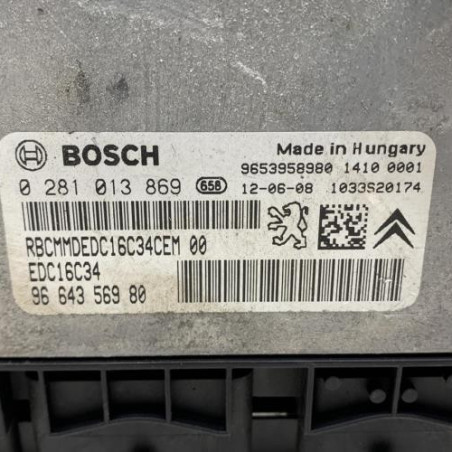 BOSCH
Made in Hungary
9653958980 1410 0001
0 281 013 869 658 12-06-08 1033S20174
RBCMMDEDC16C34CEM 00
EDC16C34
96 643 569 80